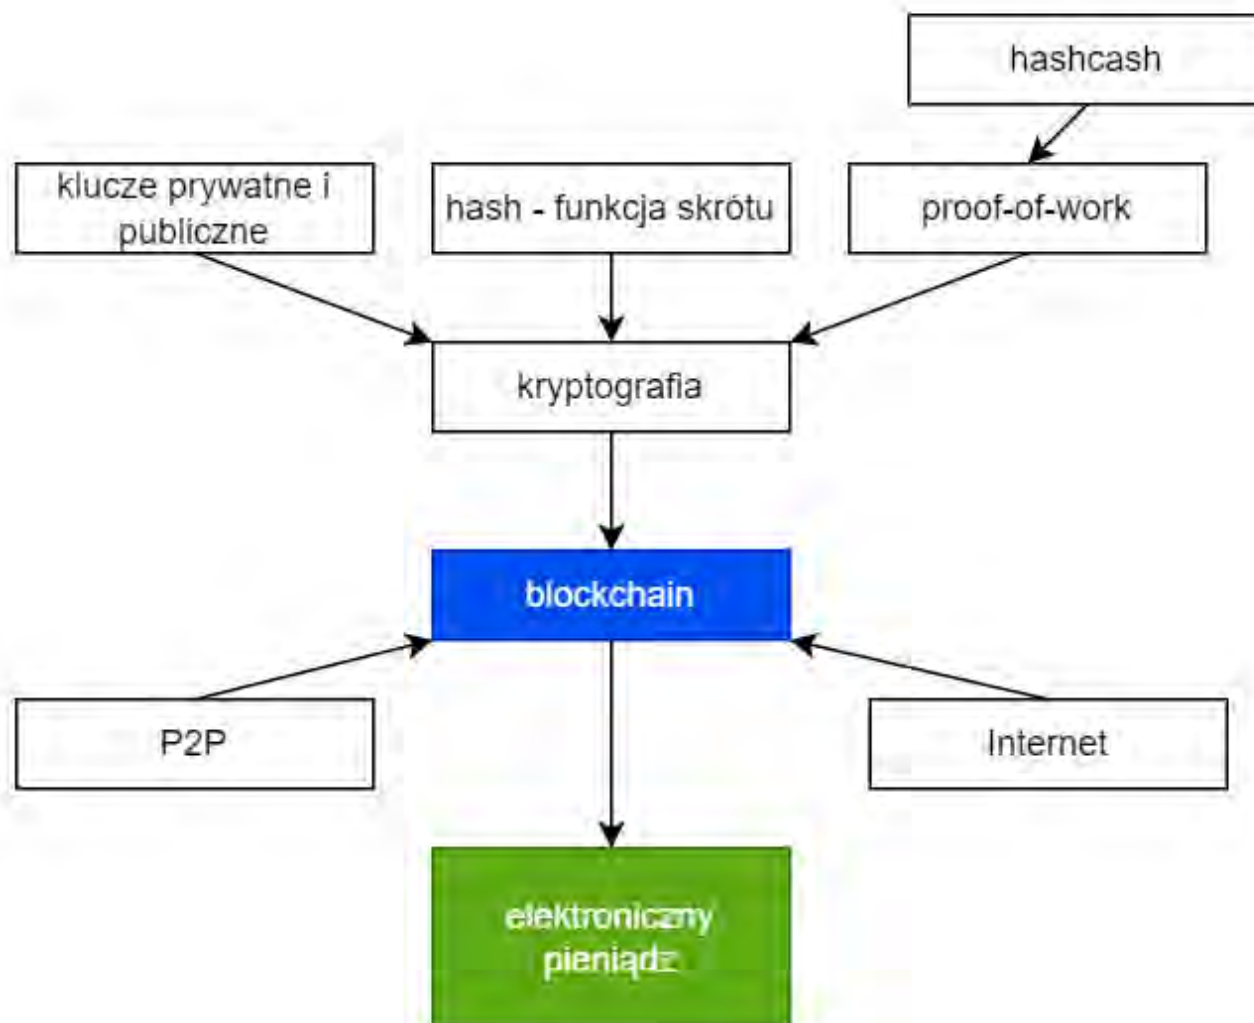 hashcash
klucze prywatne i
publiczne
hash - funkcja skrótu
proof-of-work
kryptografia
blockchain
P2P
Internet
elektroniczny
pieniądz